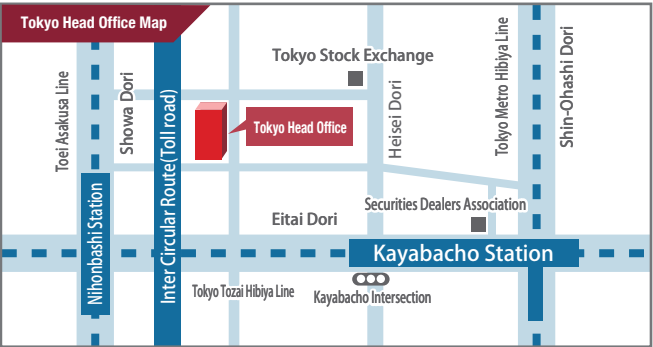 Tokyo Head Office Map
Toei Asakusa Line
Showa Dori
Inter Circular Route(Toll road)
Tokyo Stock Exchange
Tokyo Head Office
Heisei Dori
Tokyo Metro Hibiya Line
Shin-Ohashi Dori
Nihonbashi Station
Eitai Dori
Securities Dealers Association
Kayabacho Station
Tokyo Tozai Hibiya Line
Kayabacho Intersection